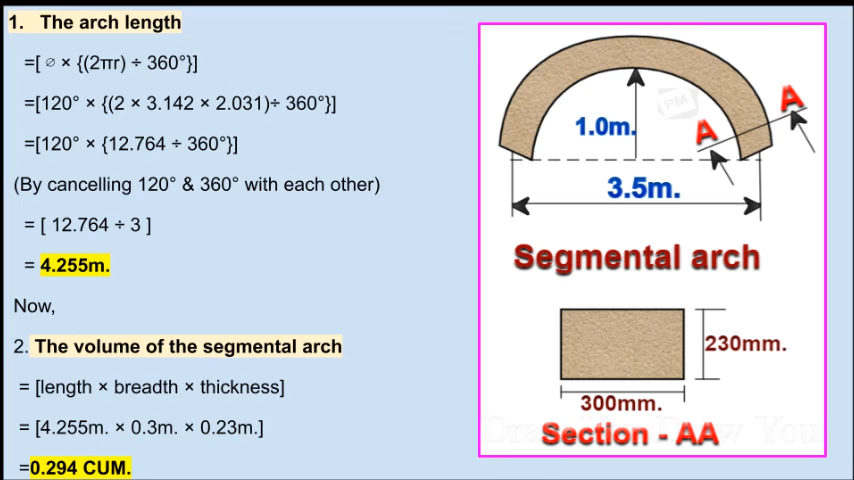 1. The arch length
=[ ∅ × {(2πr) ÷ 360°}]
=[120° × {(2 × 3.142 × 2.031)÷ 360°}]
=[120° × {12.764 ÷ 360°}]
(By cancelling 120° & 360° with each other)
= [ 12.764 ÷ 3 ]
= 4.255m.
Now,
2. The volume of the segmental arch
= [length × breadth × thickness]
= [4.255m. × 0.3m. × 0.23m.]
=0.294 CUM.
PM
A
A
1.0m.
3.5m.
Segmental arch
230mm.
300mm.
Section - AA